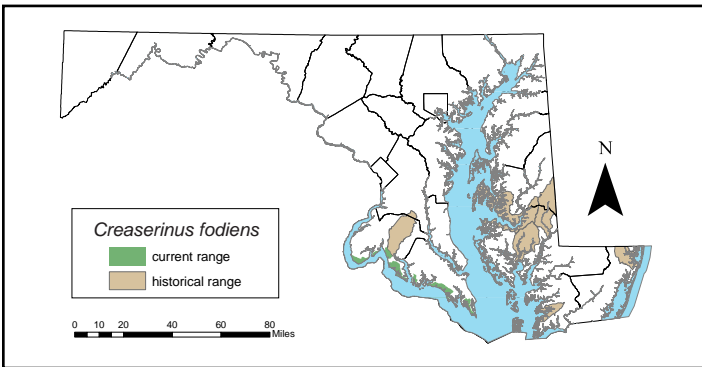 N
Creaserinus fodiens
current range
historical range
0 10 20 40 60 80
Miles